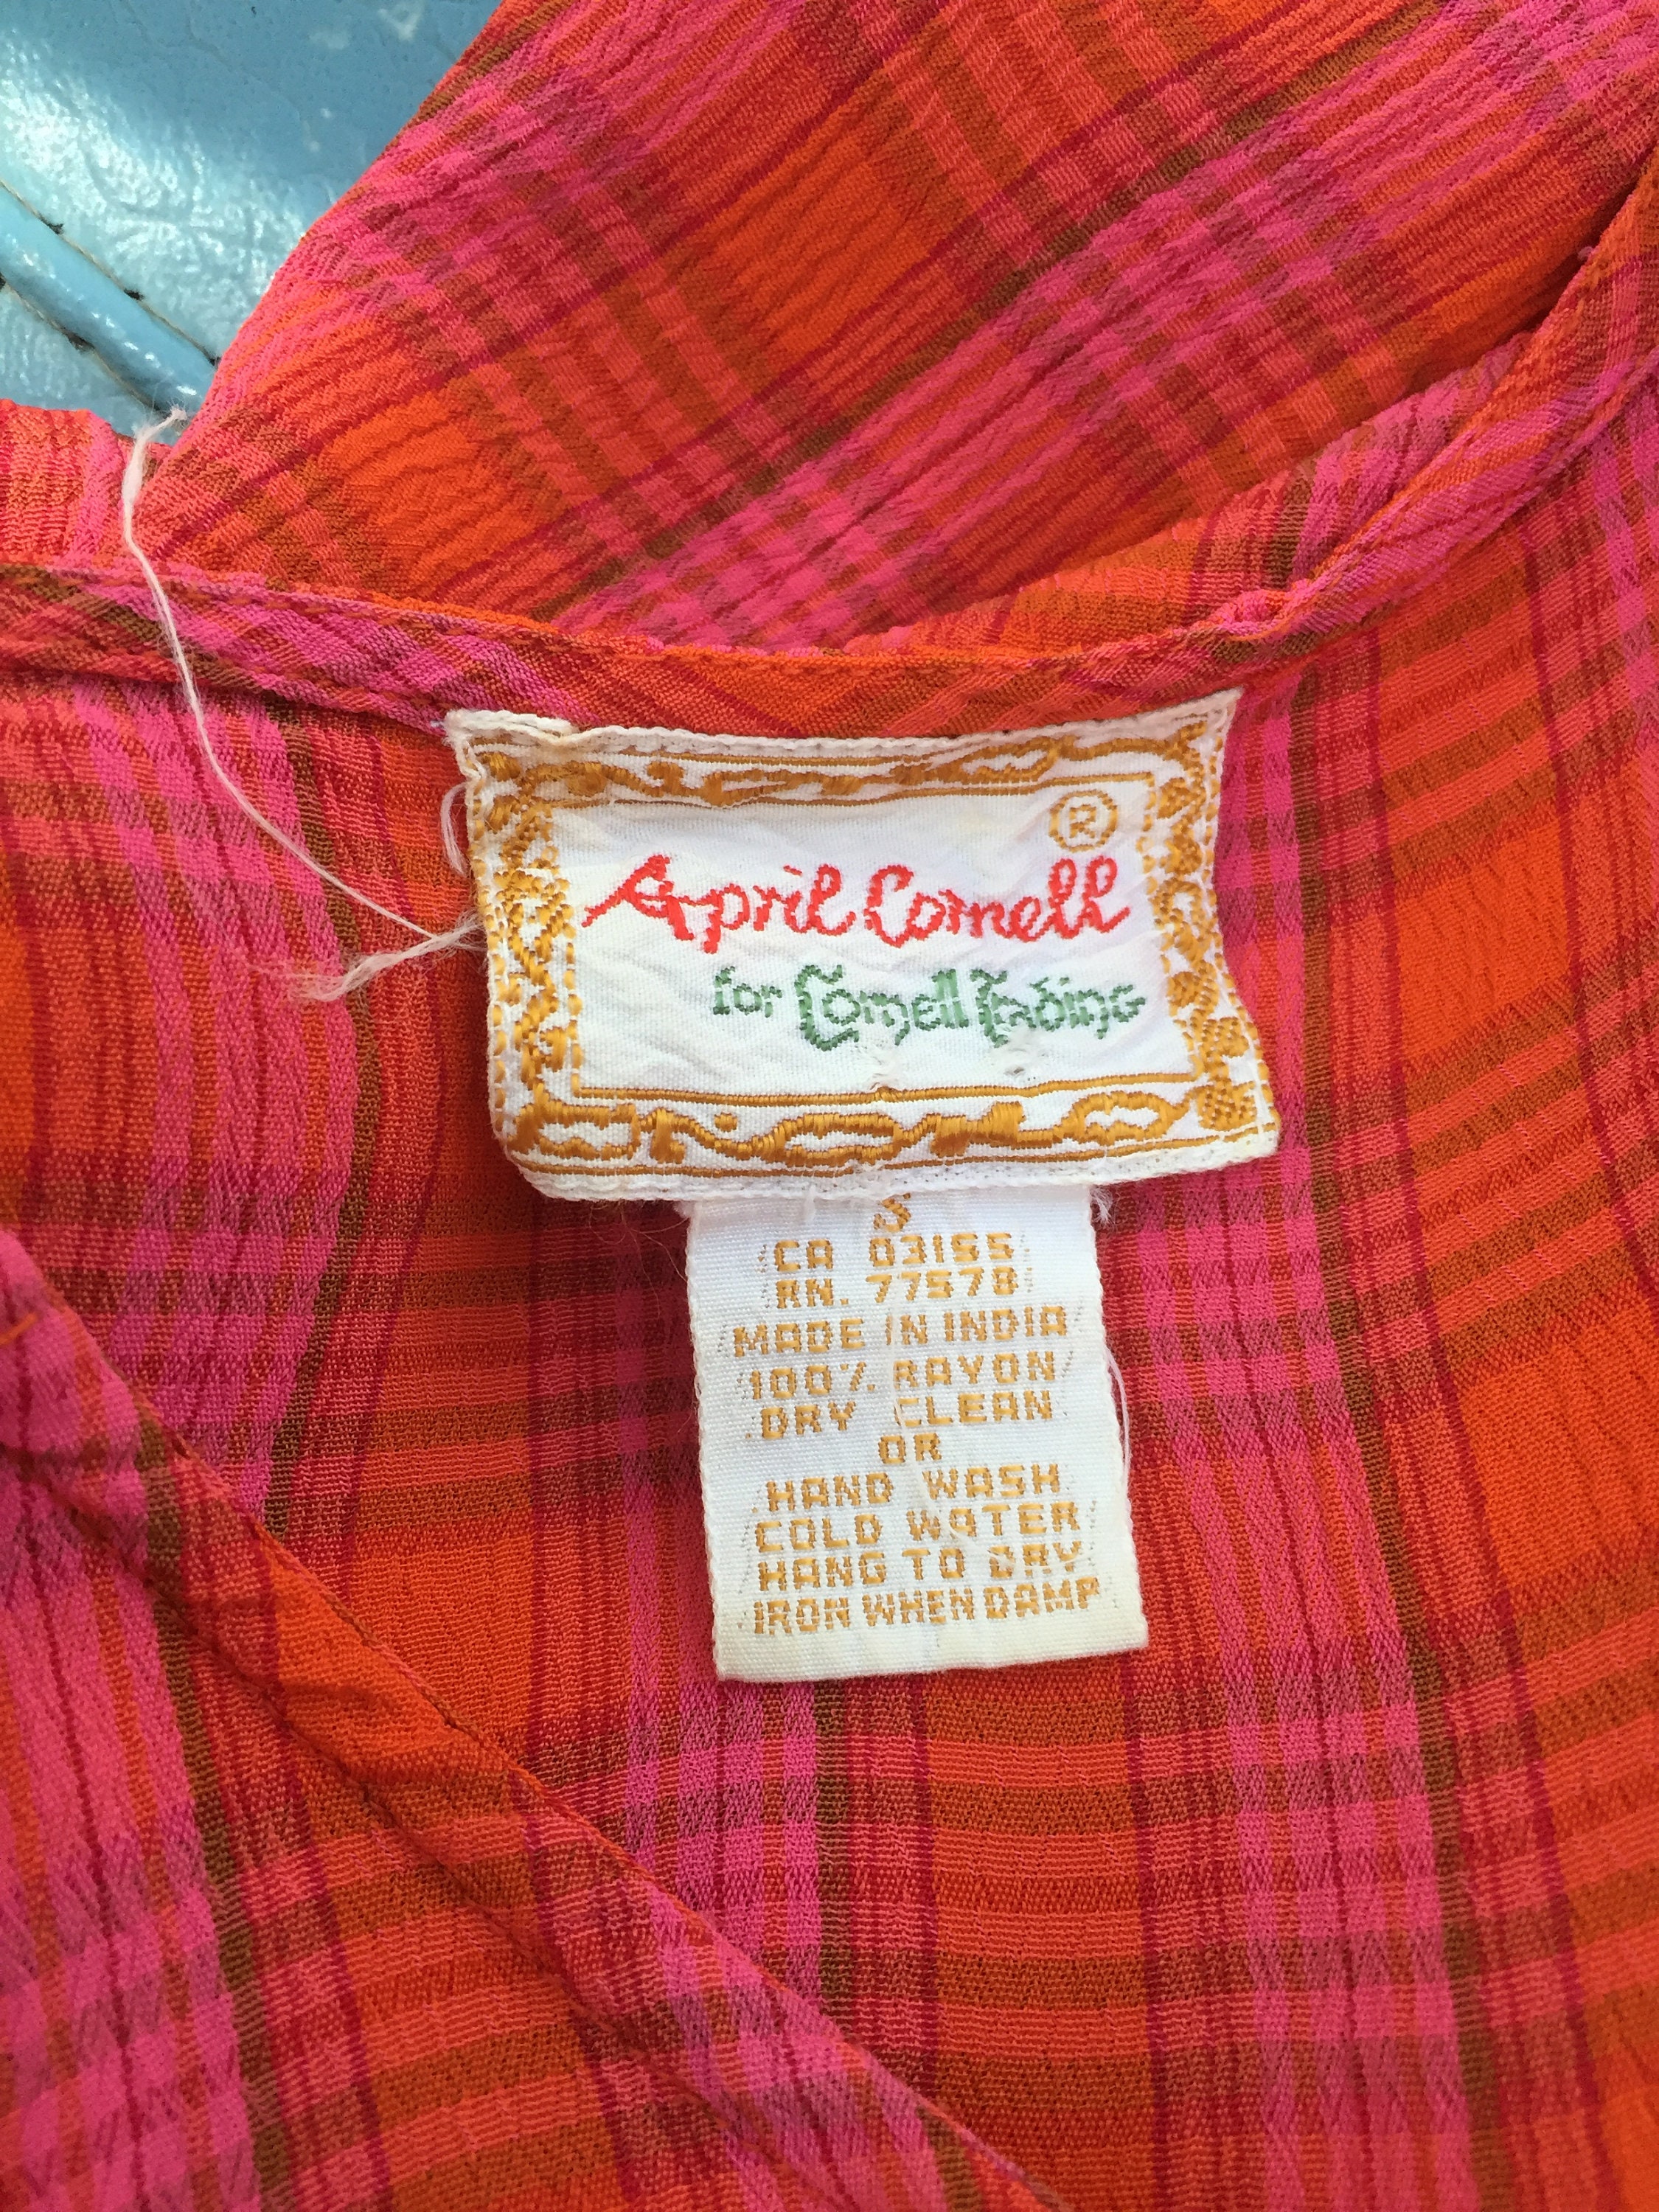 ®
April Cornell
for Cornell Trading
S
CA 03155
RN. 77578
MADE IN INDIA
100% RAYON
DRY CLEAN
OR
HAND WASH
COLD WATER
HANG TO DRY
IRON WHEN DAMP